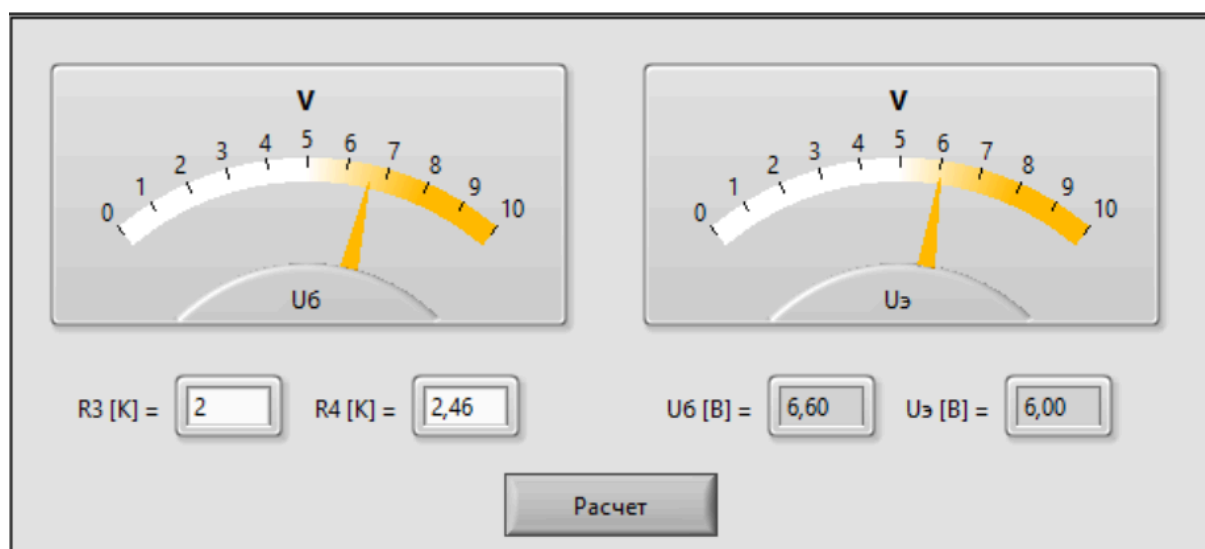 V
0 1 2 3 4 5 6 7 8 9 10
Uб
V
0 1 2 3 4 5 6 7 8 9 10
Uэ
R3 [К] = 2 R4 [К] = 2,46 Uб [В] = 6,60 Uэ [В] = 6,00
Расчет